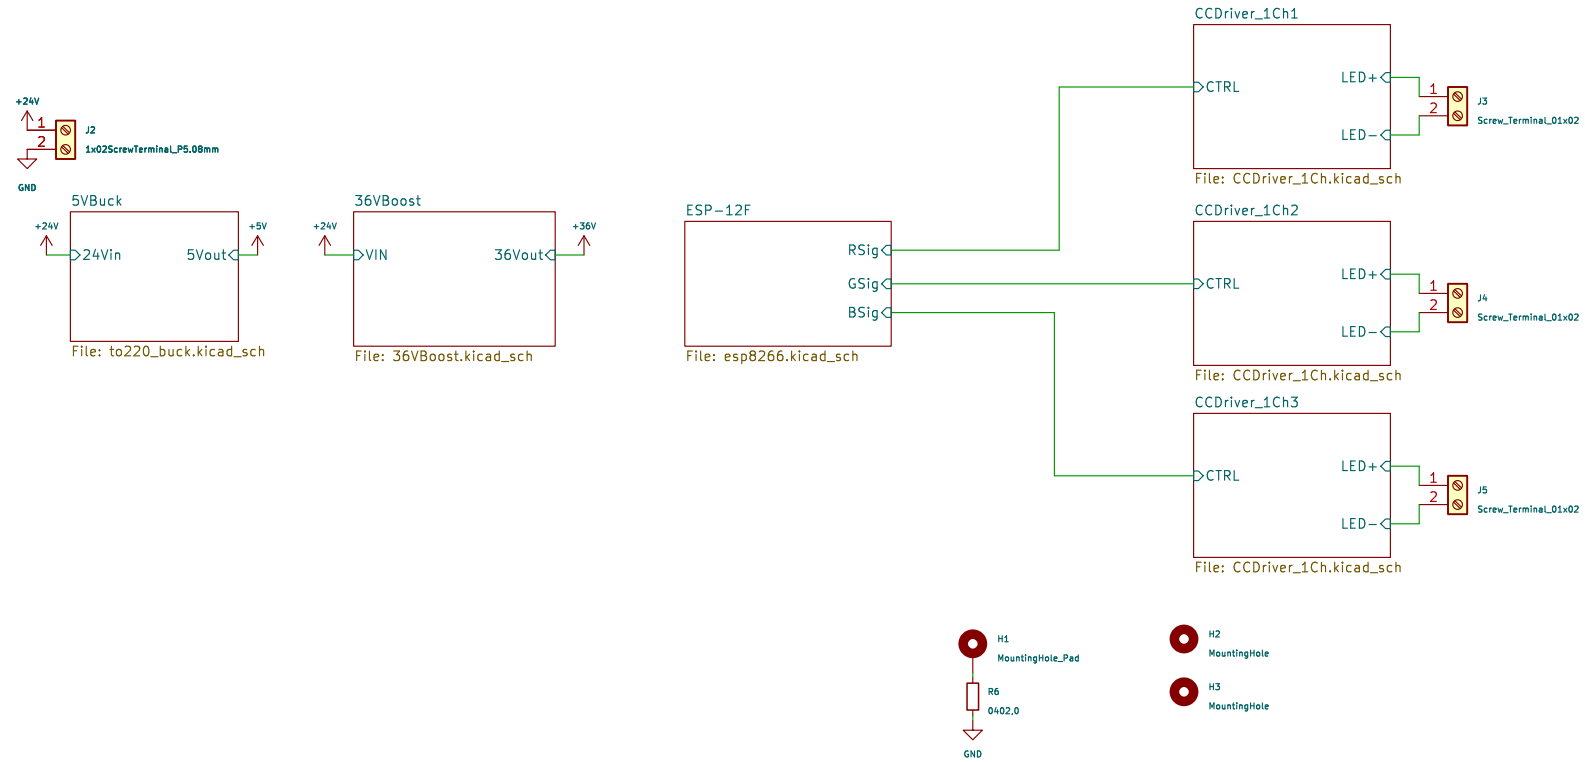 CCDriver_1Ch1
CTRL
LED+
LED-
1
2
J3
Screw_Terminal_01x02
File: CCDriver_1Ch.kicad_sch
+24V
1
2
J2
1x02ScrewTerminal_P5.08mm
GND
5VBuck
+24V
24Vin
5Vout
+5V
File: to220_buck.kicad_sch
36VBoost
+24V
VIN
36Vout
+36V
File: 36VBoost.kicad_sch
ESP-12F
RSig
GSig
BSig
File: esp8266.kicad_sch
CCDriver_1Ch2
CTRL
LED+
LED-
1
2
J4
Screw_Terminal_01x02
File: CCDriver_1Ch.kicad_sch
CCDriver_1Ch3
CTRL
LED+
LED-
1
2
J5
Screw_Terminal_01x02
File: CCDriver_1Ch.kicad_sch
H1
MountingHole_Pad
R6
0402,0
GND
H2
MountingHole
H3
MountingHole